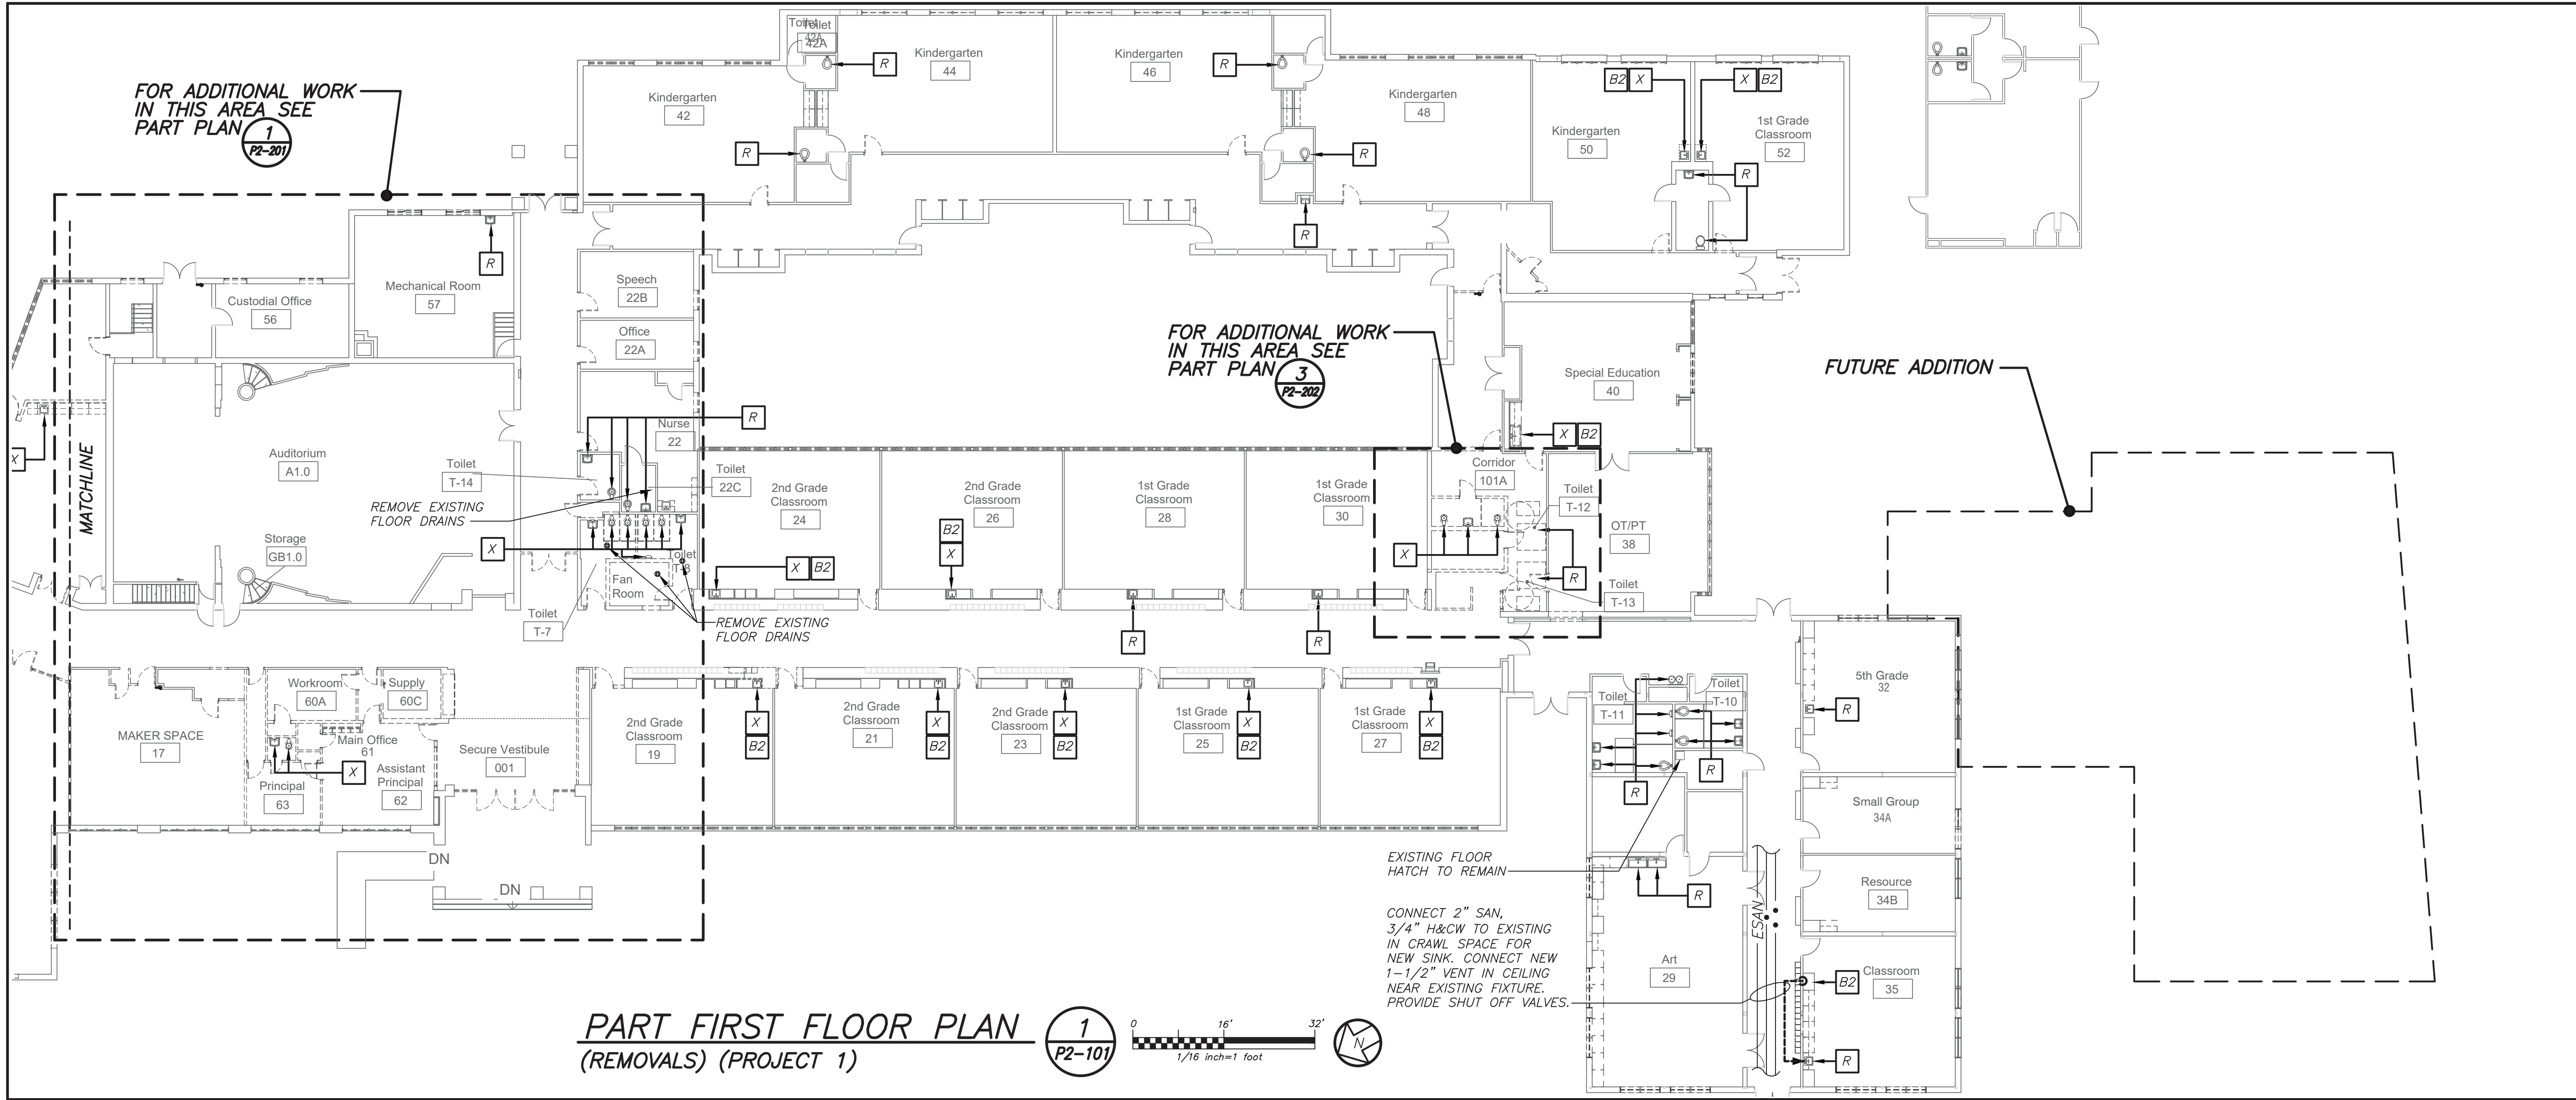 FOR ADDITIONAL WORK
IN THIS AREA SEE
PART PLAN
1
P2-201
Toilet
Toilet
42A
42A
R
Kindergarten
44
Kindergarten
46
R
Kindergarten
42
R
Kindergarten
48
R
R
B2 X
X B2
Kindergarten
50
1st Grade
Classroom
52
R
R
Mechanical Room
57
Custodial Office
56
Speech
22B
Office
22A
FOR ADDITIONAL WORK
IN THIS AREA SEE
PART PLAN
3
P2-202
Special Education
40
X B2
FUTURE ADDITION
X
MATCHLINE
Auditorium
A1.0
Storage
GB1.0
R
Nurse
22
Toilet
T-14
Toilet
22C
REMOVE EXISTING
FLOOR DRAINS
X
Toilet
T-8
Fan
Room
Toilet
T-7
REMOVE EXISTING
FLOOR DRAINS
2nd Grade
Classroom
24
X B2
2nd Grade
Classroom
26
B2
X
1st Grade
Classroom
28
R
1st Grade
Classroom
30
R
Corridor
101A
X
Toilet
T-12
OT/PT
38
R
Toilet
T-13
MAKER SPACE
17
Workroom
60A
Supply
60C
Main Office
61
X
Principal
63
Assistant
Principal
62
Secure Vestibule
001
DN
DN
2nd Grade
Classroom
19
X
B2
2nd Grade
Classroom
21
X
B2
2nd Grade
Classroom
23
X
B2
1st Grade
Classroom
25
X
B2
1st Grade
Classroom
27
X
B2
Toilet
T-11
Toilet
T-10
R
R
5th Grade
32
R
Small Group
34A
Resource
34B
EXISTING FLOOR
HATCH TO REMAIN
R
ESAN
CONNECT 2" SAN,
3/4" H&CW TO EXISTING
IN CRAWL SPACE FOR
NEW SINK. CONNECT NEW
1-1/2" VENT IN CEILING
NEAR EXISTING FIXTURE.
PROVIDE SHUT OFF VALVES.
Art
29
B2
Classroom
35
R
PART FIRST FLOOR PLAN
(REMOVALS) (PROJECT 1)
1
P2-101
0 16' 32'
1/16 inch=1 foot
N